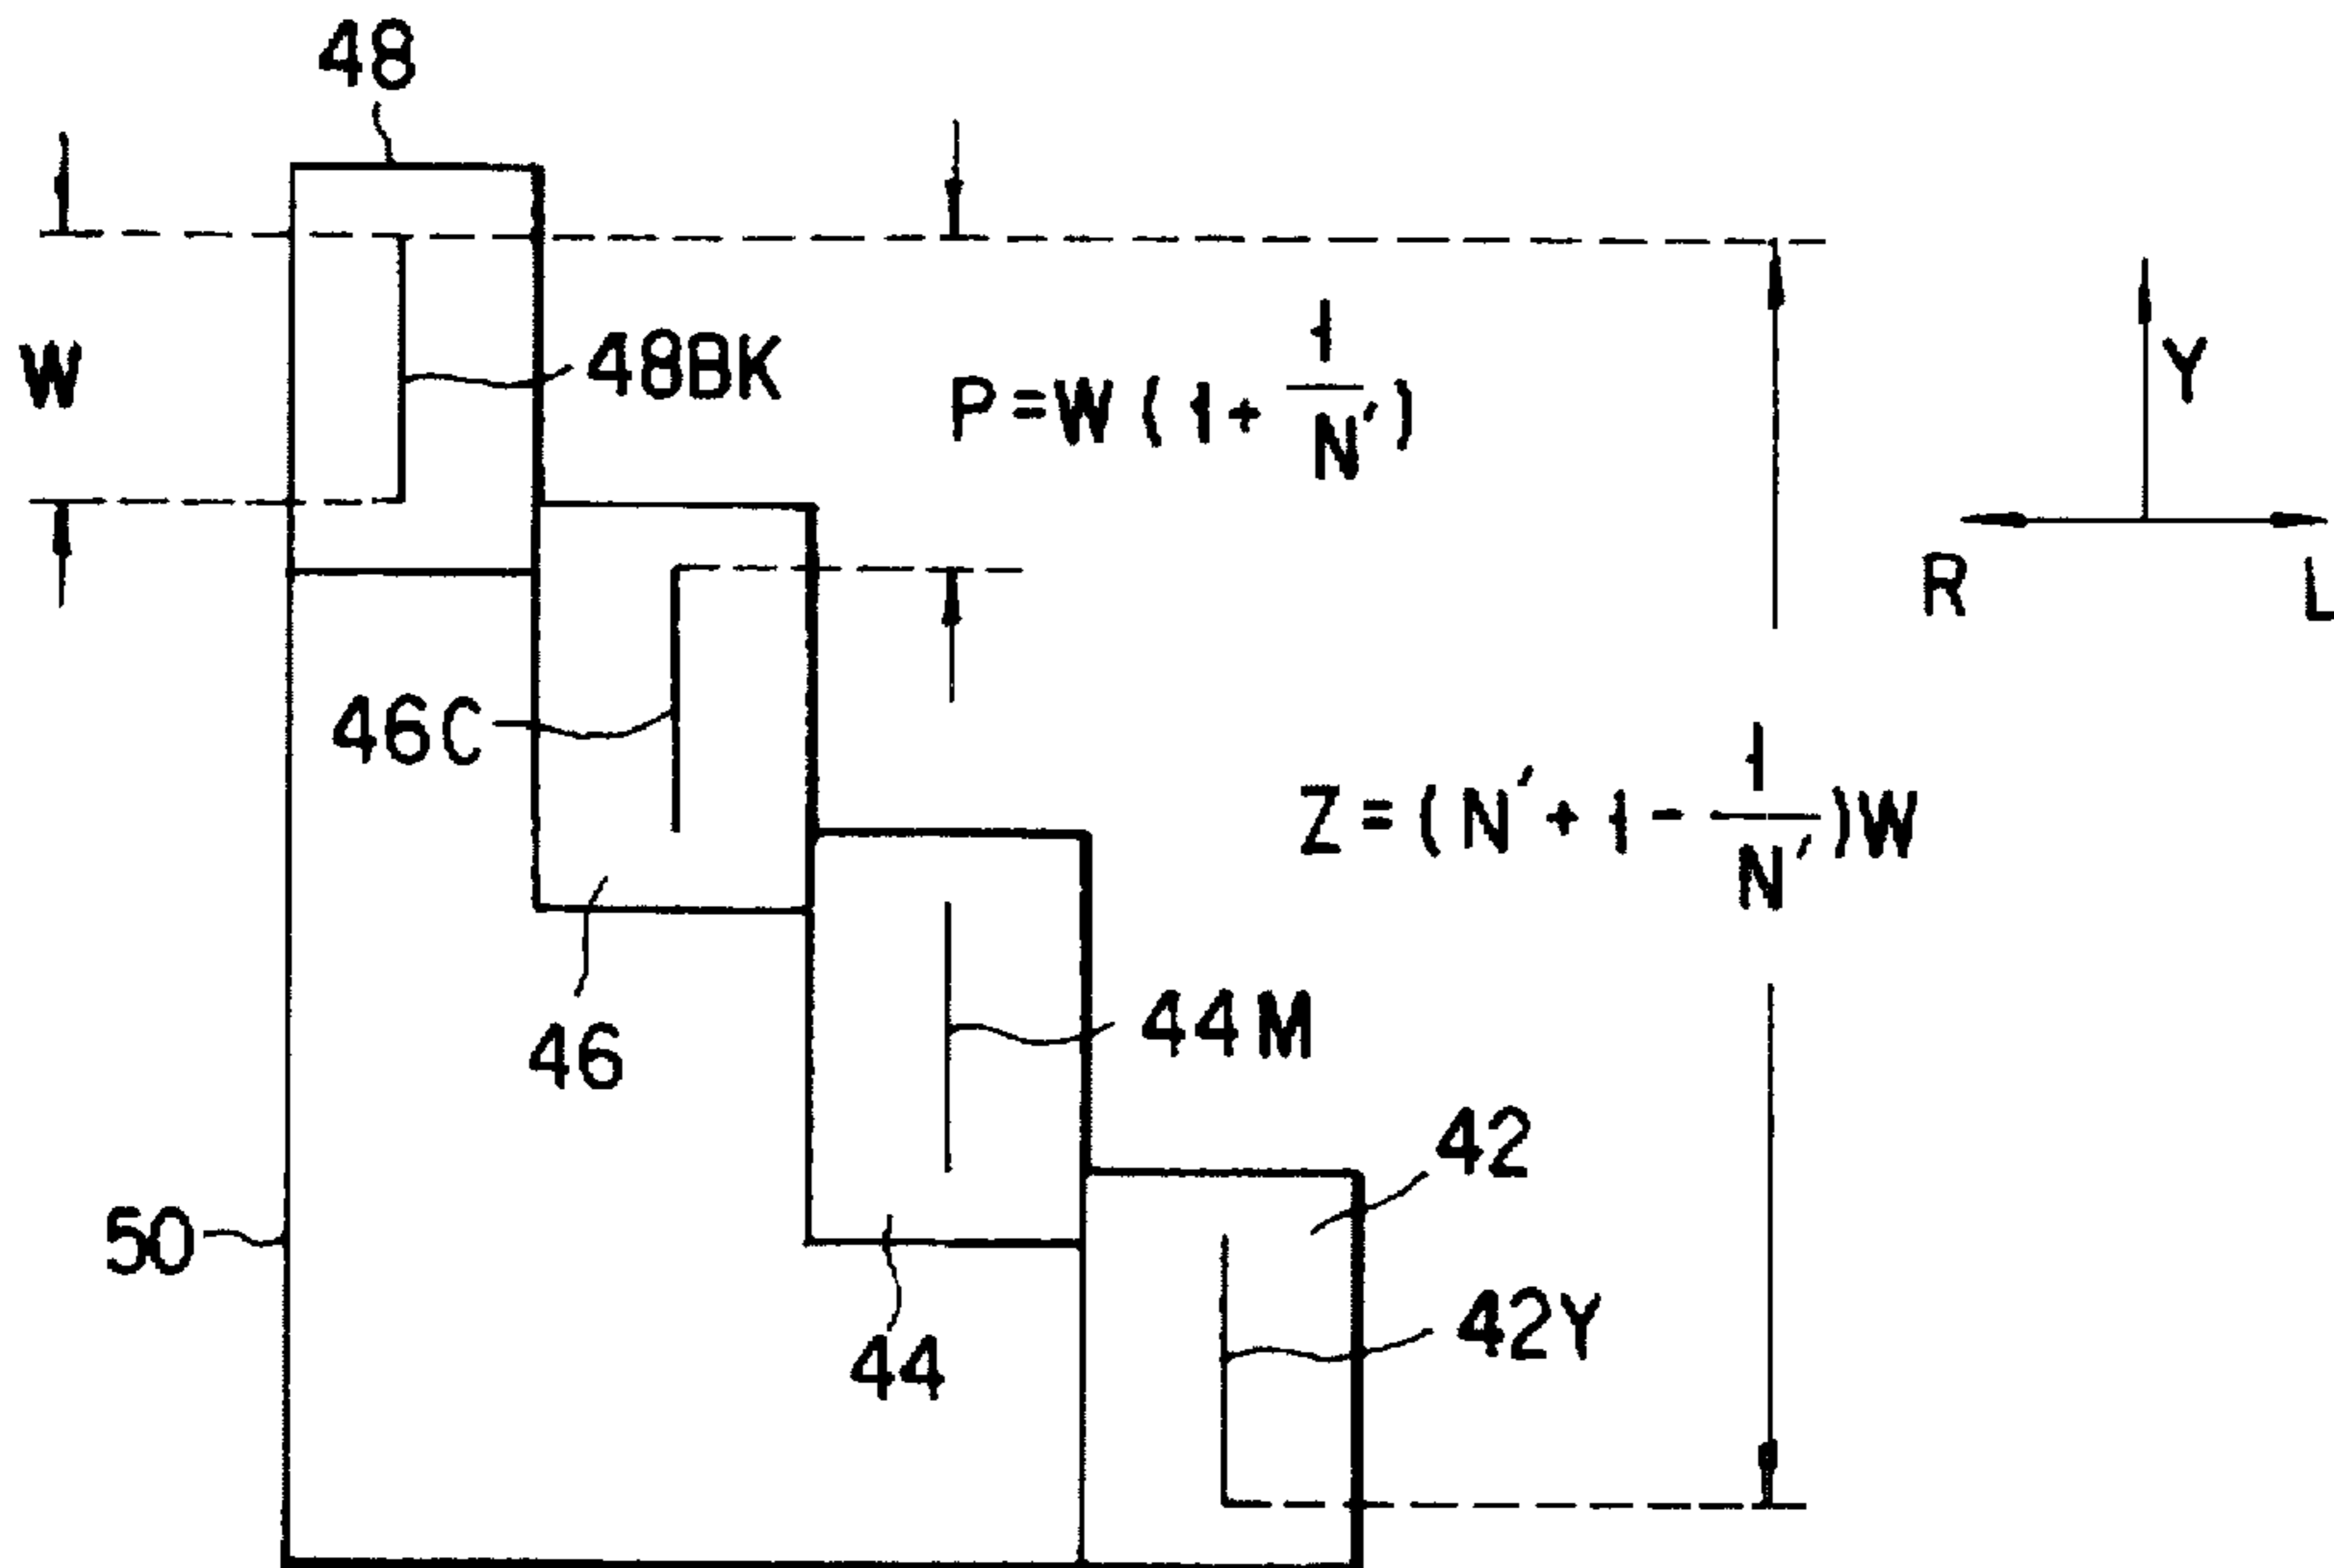 48
W
48BK
P=W(1+1/N′)
Y
R
L
46C
Z=(N′+1-1/N′)W
46
44M
42
50
42Y
44